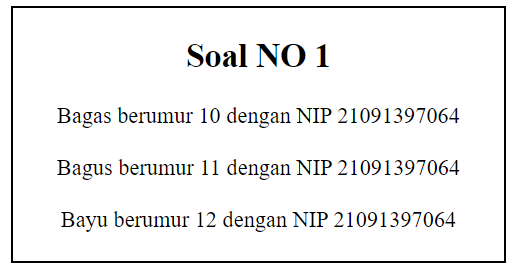 Soal NO 1
Bagas berumur 10 dengan NIP 21091397064
Bagus berumur 11 dengan NIP 21091397064
Bayu berumur 12 dengan NIP 21091397064